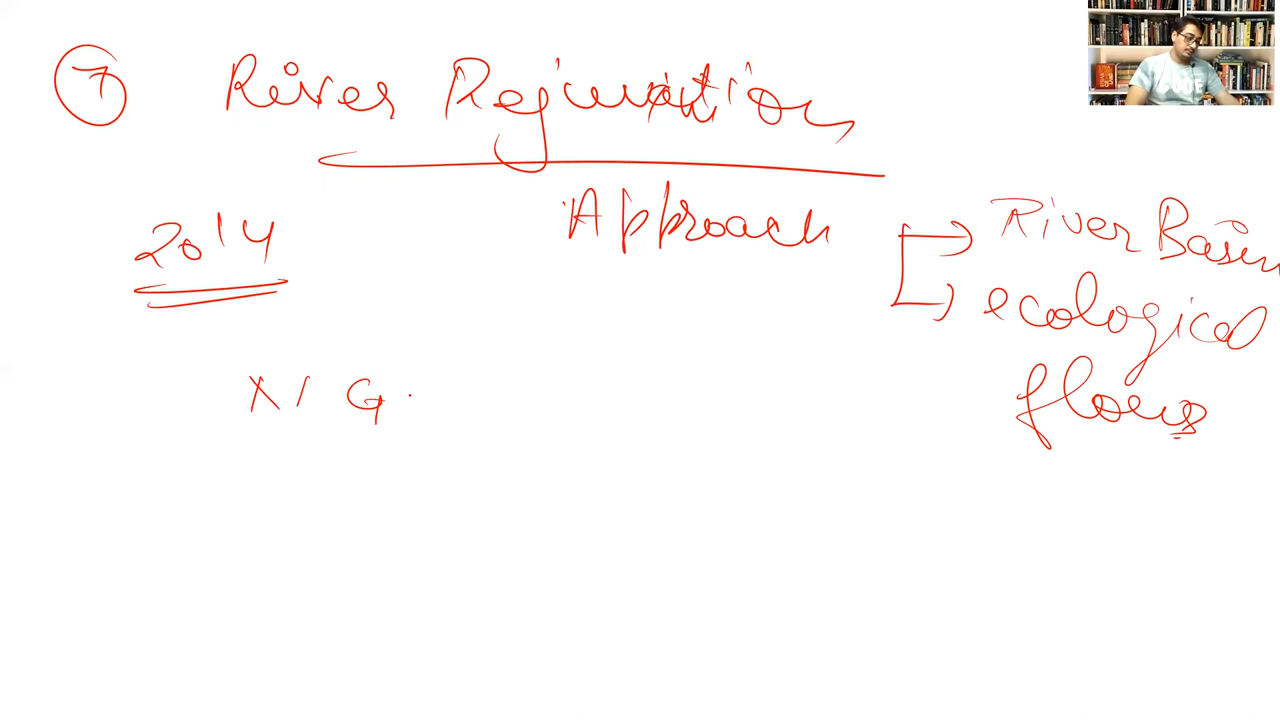 7 River Rejuvation
Approach
River Basin
ecological
flows
2014
G.